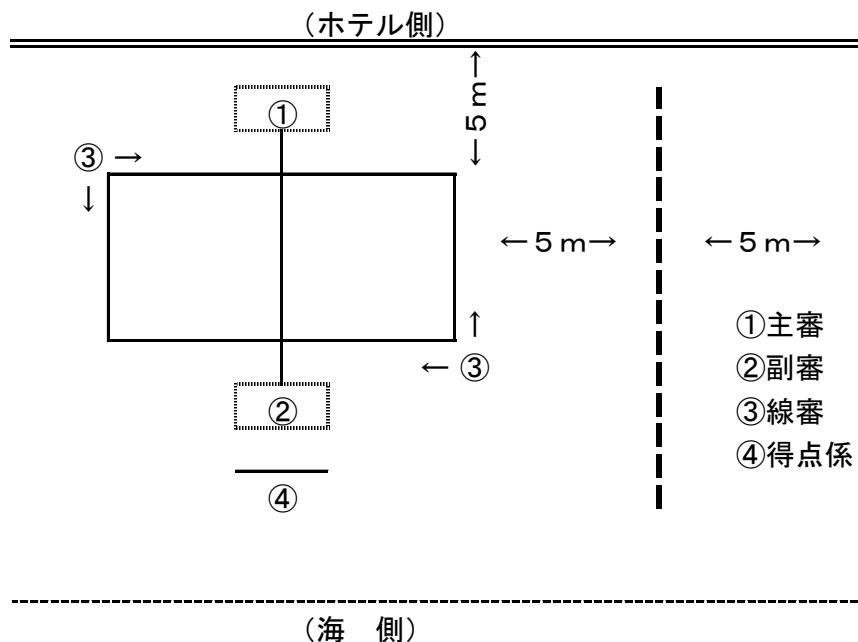 (ホテル側)
①
↑
5m
↓
③ →
↓
←5m→
←5m→
↑
← ③
②
④
①主審
②副審
③線審
④得点係
(海 側)